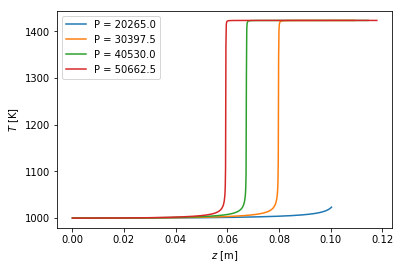 P = 20265.0
P = 30397.5
P = 40530.0
P = 50662.5
T [K]
1400
1300
1200
1100
1000
0.00 0.02 0.04 0.06 0.08 0.10 0.12
z [m]